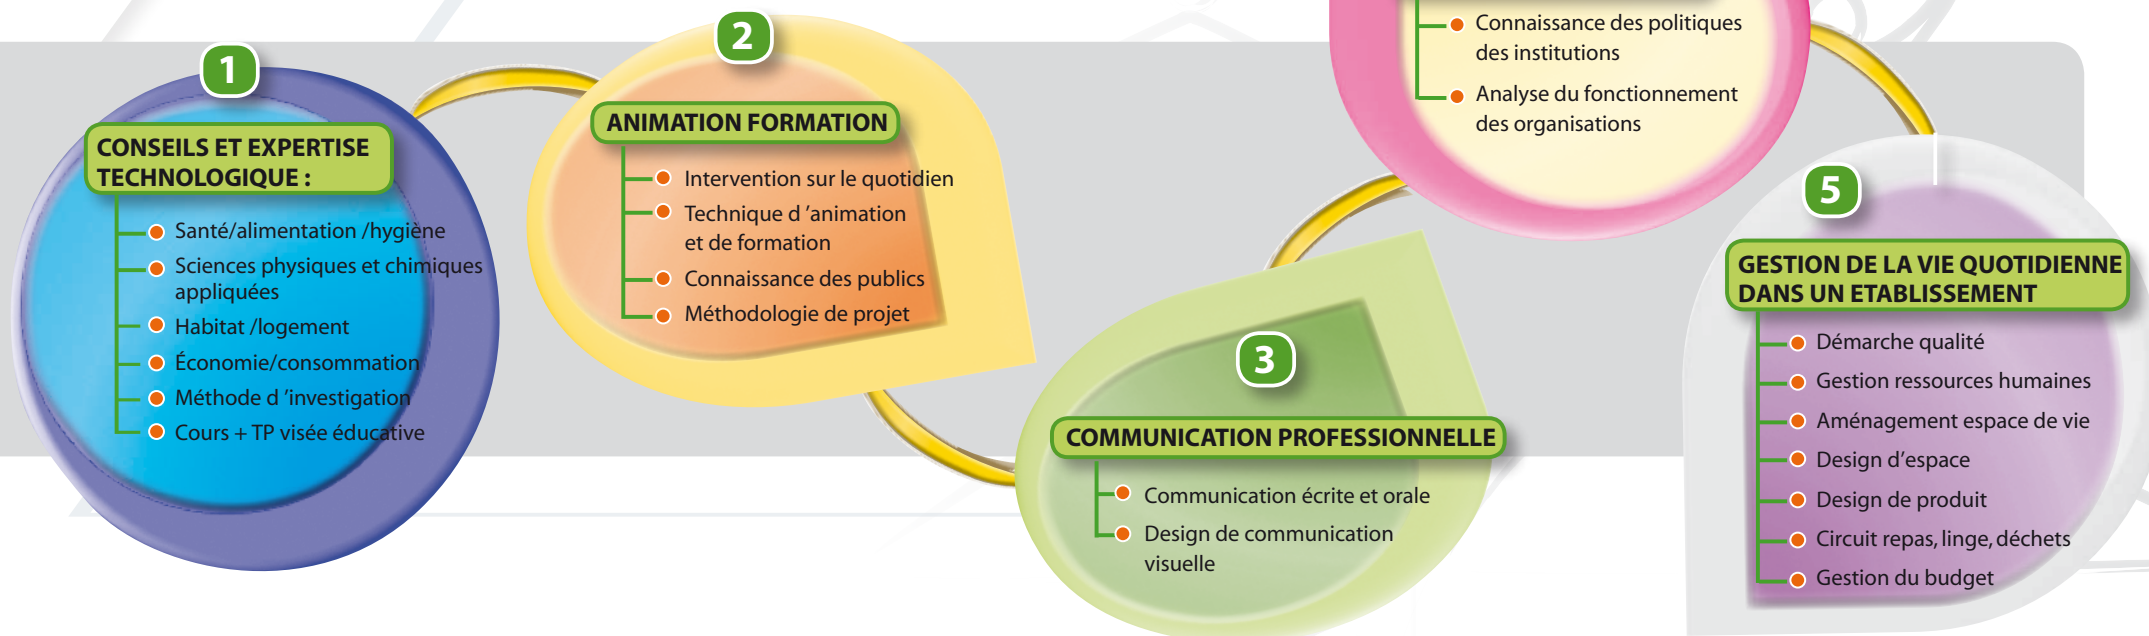 1
CONSEILS ET EXPERTISE
TECHNOLOGIQUE :
Santé/alimentation /hygiène
Sciences physiques et chimiques
appliquées
Habitat /logement
Économie/consommation
Méthode d ’investigation
Cours + TP visée éducative
2
ANIMATION FORMATION
Intervention sur le quotidien
Technique d ’animation
et de formation
Connaissance des publics
Méthodologie de projet
3
COMMUNICATION PROFESSIONNELLE
Communication écrite et orale
Design de communication
visuelle
Connaissance des politiques
des institutions
Analyse du fonctionnement
des organisations
5
GESTION DE LA VIE QUOTIDIENNE
DANS UN ETABLISSEMENT
Démarche qualité
Gestion ressources humaines
Aménagement espace de vie
Design d’espace
Design de produit
Circuit repas, linge, déchets
Gestion du budget